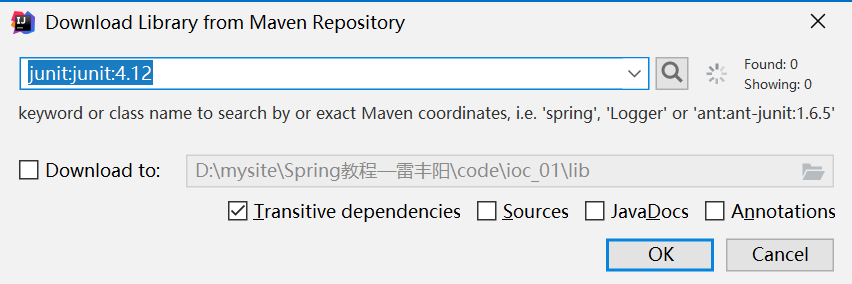 Download Library from Maven Repository
junit:junit:4.12
Found: 0
Showing: 0
keyword or class name to search by or exact Maven coordinates, i.e. 'spring', 'Logger' or 'ant:ant-junit:1.6.5'
Download to: D:\mysite\Spring教程—雷丰阳\code\ioc_01\lib
Transitive dependencies Sources JavaDocs Annotations
OK Cancel